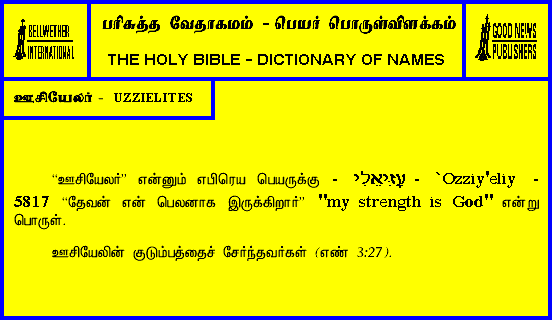 BELLWETHER
INTERNATIONAL
பரிசுத்த வேதாகமம் - பெயர் பொருள்விளக்கம்
THE HOLY BIBLE - DICTIONARY OF NAMES
GOOD NEWS
PUBLISHERS
ஊசியேலர் - UZZIELITES
“ஊசியேலர்” என்னும் எபிரெய பெயருக்கு - עָזִּיאֵלִי - `Ozziy'eliy -
5817 “தேவன் என் பெலனாக இருக்கிறார்” "my strength is God" என்று
பொருள்.
ஊசியேலின் குடும்பத்தைச் சேர்ந்தவர்கள் (எண் 3:27).